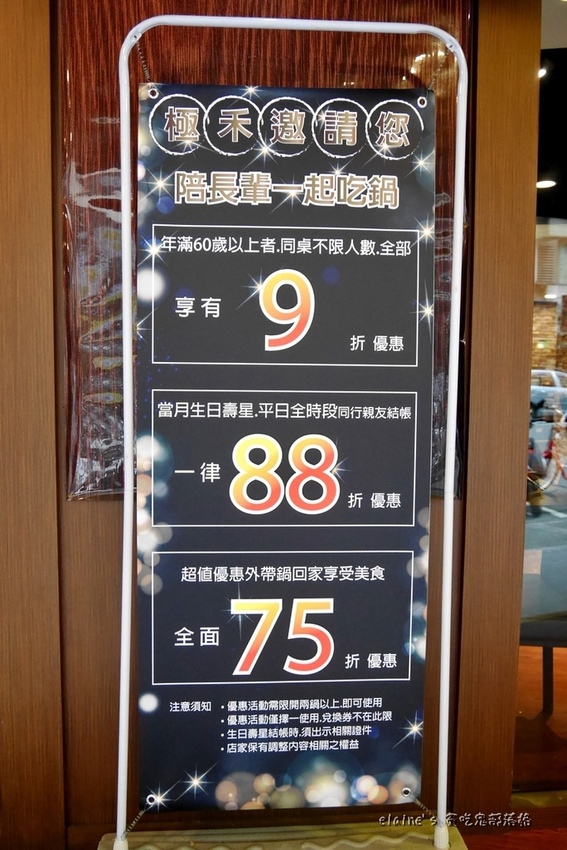 極禾邀請您
陪長輩一起吃鍋
年滿60歲以上者.同桌不限人數.全部
享有 9 折 優惠
當月生日壽星.平日全時段同行親友結帳
一律 88 折 優惠
超值優惠外帶鍋回家享受美食
全面 75 折 優惠
注意須知 ・優惠活動需限開兩鍋以上.即可使用
・優惠活動僅擇一使用,兌換券不在此限
・生日壽星結帳時,須出示相關證件
・店家保有調整內容相關之權益
elaine's 貪吃鬼部落格